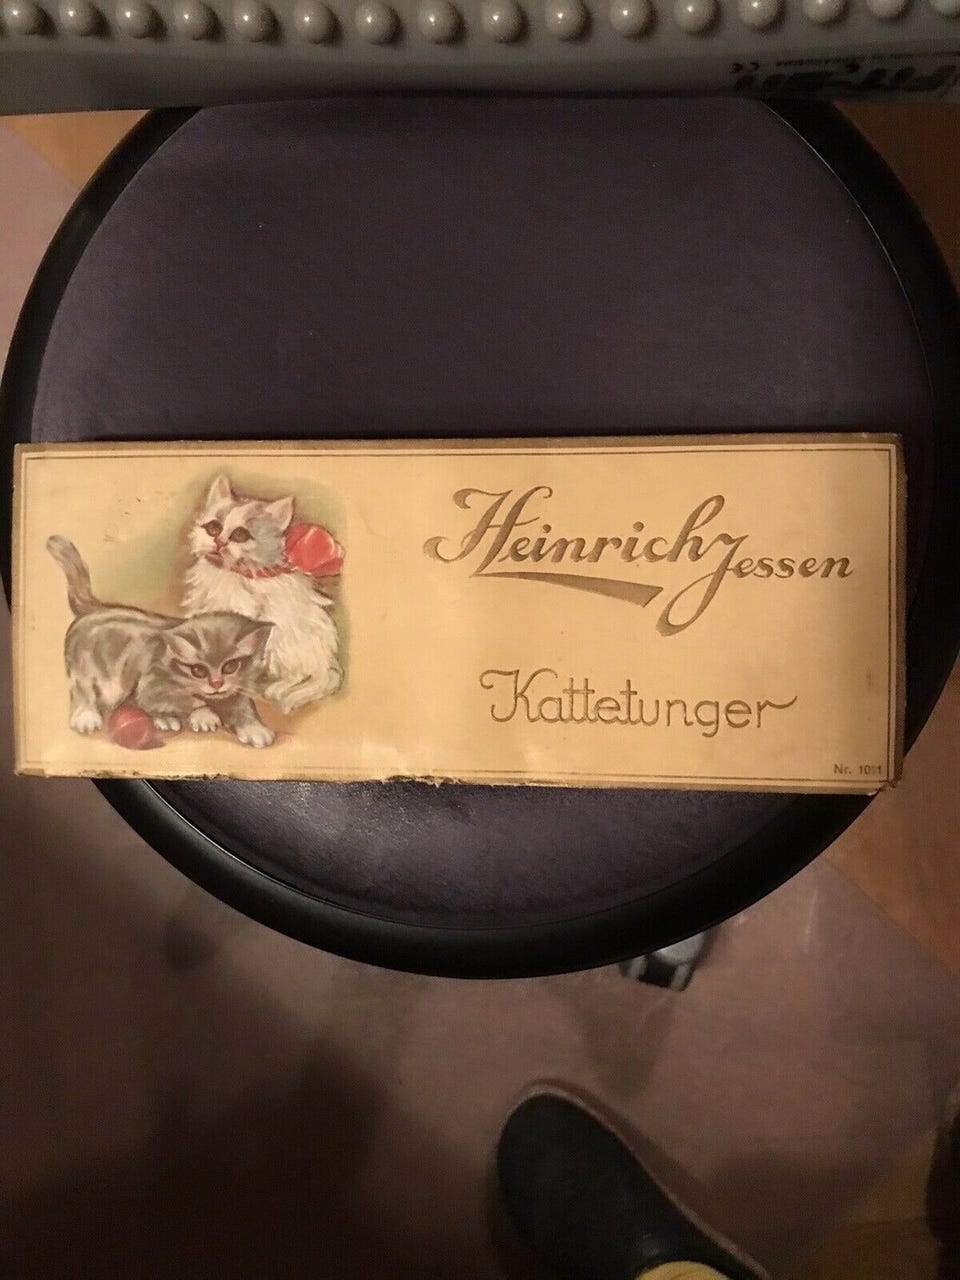 Heinrich Jessen
Kattetunger
Nr. 1011